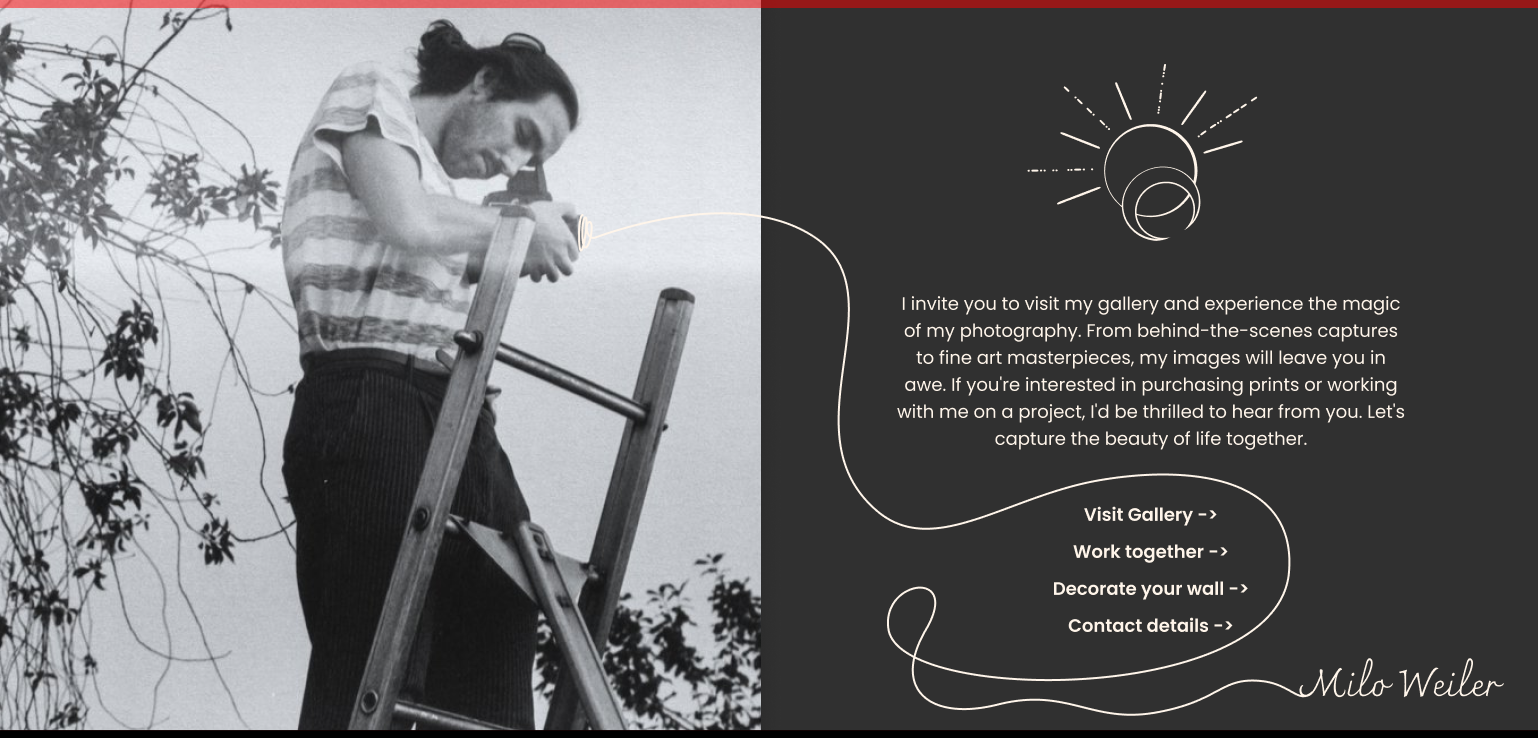 I invite you to visit my gallery and experience the magic
of my photography. From behind-the-scenes captures
to fine art masterpieces, my images will leave you in
awe. If you're interested in purchasing prints or working
with me on a project, I'd be thrilled to hear from you. Let's
capture the beauty of life together.
Visit Gallery ->
Work together ->
Decorate your wall ->
Contact details ->
Milo Weiler